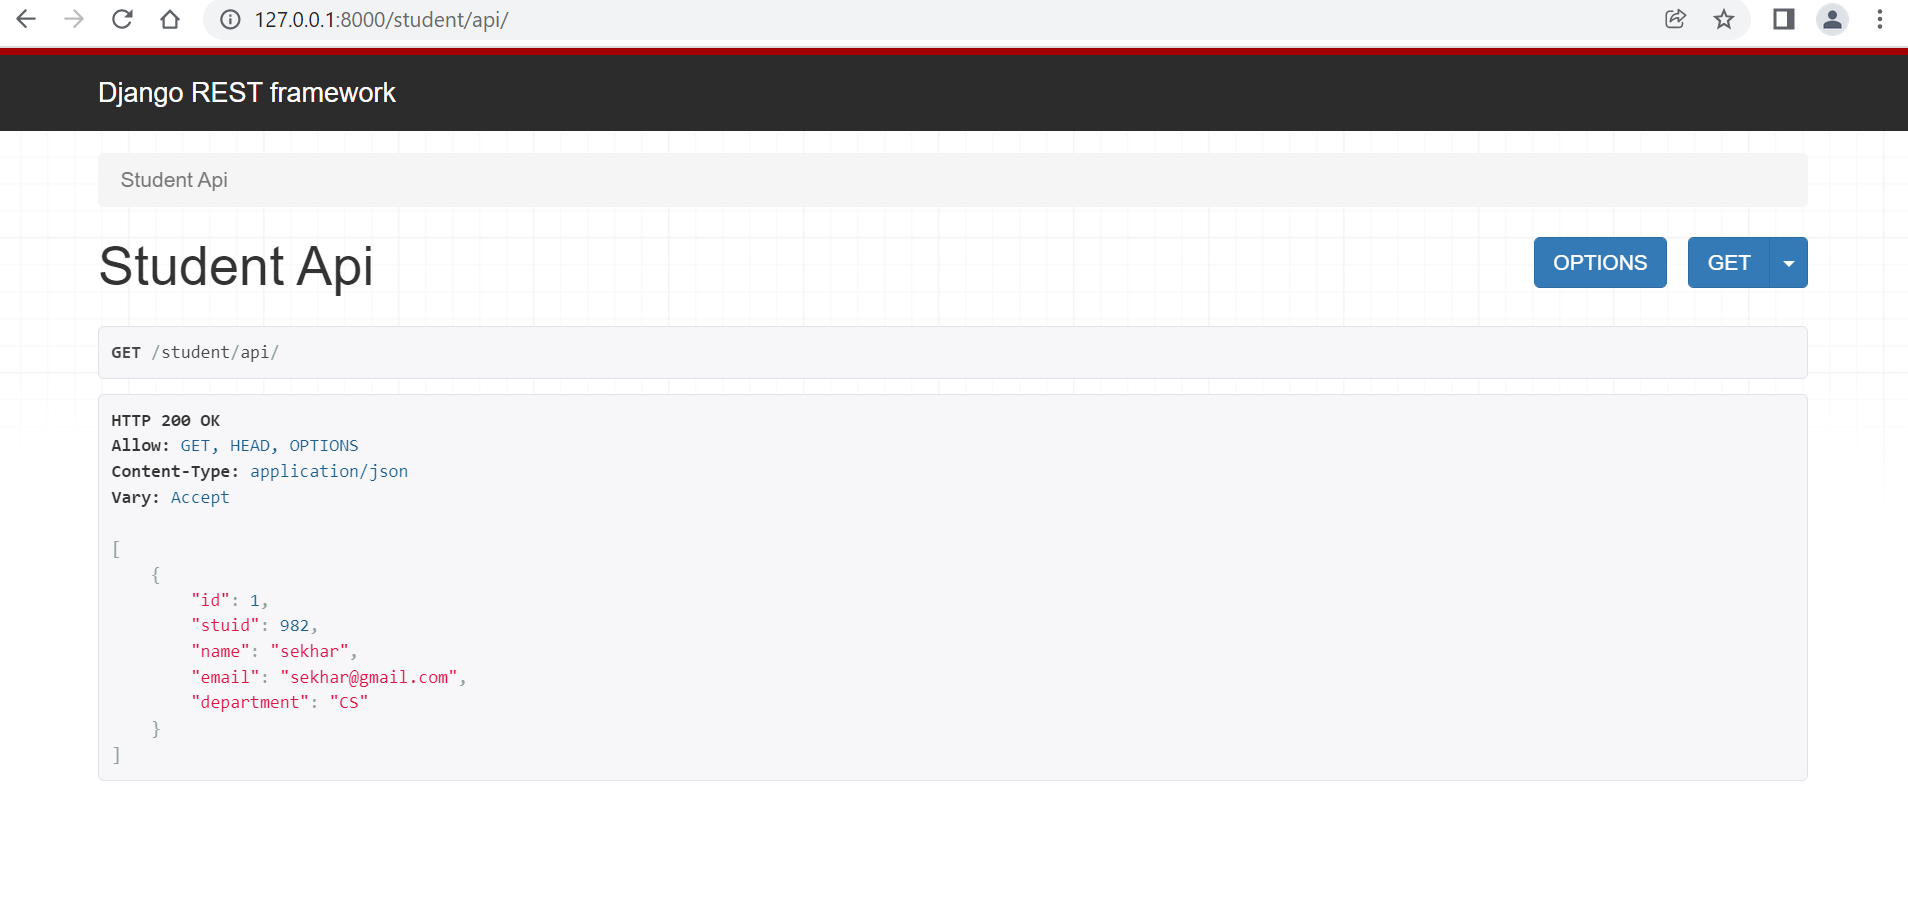 127.0.0.1:8000/student/api/
Django REST framework
Student Api
Student Api
OPTIONS
GET
GET /student/api/
HTTP 200 OK
Allow: GET, HEAD, OPTIONS
Content-Type: application/json
Vary: Accept
[
    {
        "id": 1,
        "stuid": 982,
        "name": "sekhar",
        "email": "sekhar@gmail.com",
        "department": "CS"
    }
]